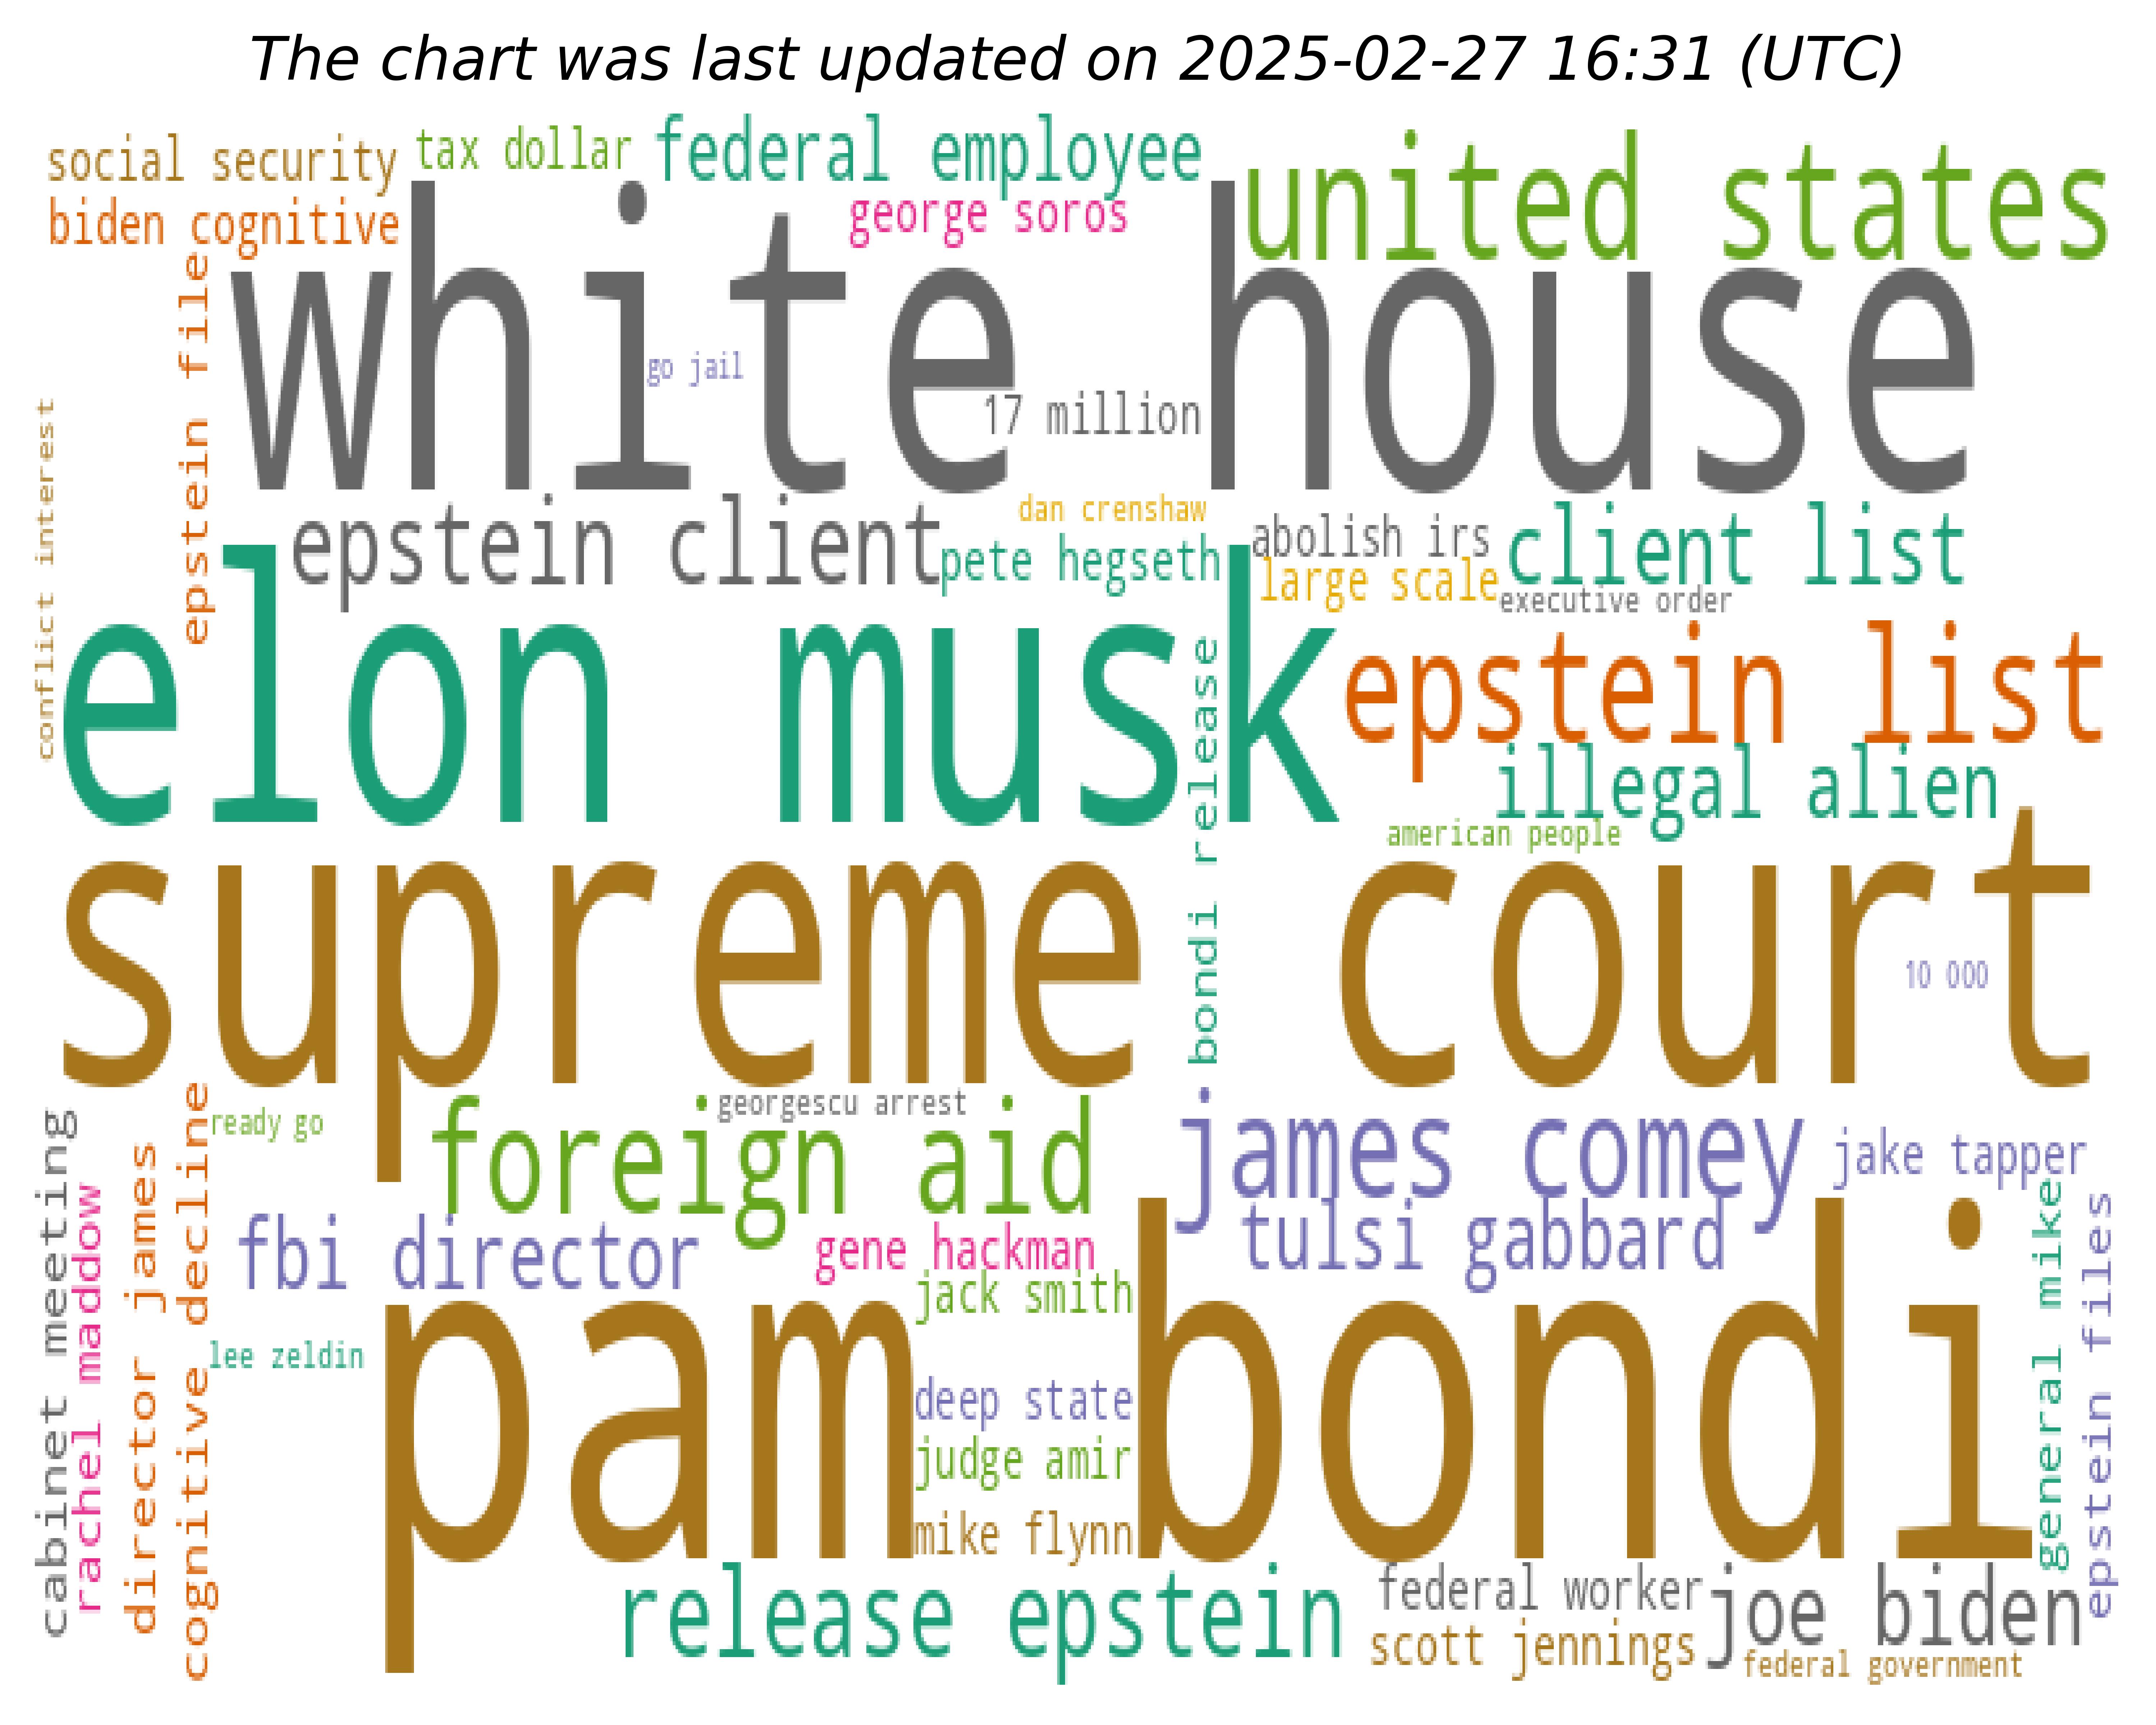 The chart was last updated on 2025-02-27 16:31 (UTC)
social security
tax dollar
federal employee
united states
biden cognitive
george soros
white house
epstein file
go jail
17 million
conflict interest
epstein client
dan crenshaw
pete hegseth
abolish irs
client list
large scale
executive order
elon musk
bondi release
epstein list
illegal alien
american people
supreme court
10 000
ready go
foreign aid
georgescu arrest
james comey
jake tapper
cabinet meeting
rachel maddow
director james
cognitive decline
fbi director
gene hackman
tulsi gabbard
jack smith
general mike
epstein files
lee zeldin
pam bondi
deep state
judge amir
mike flynn
release epstein
federal worker
joe biden
scott jennings
federal government